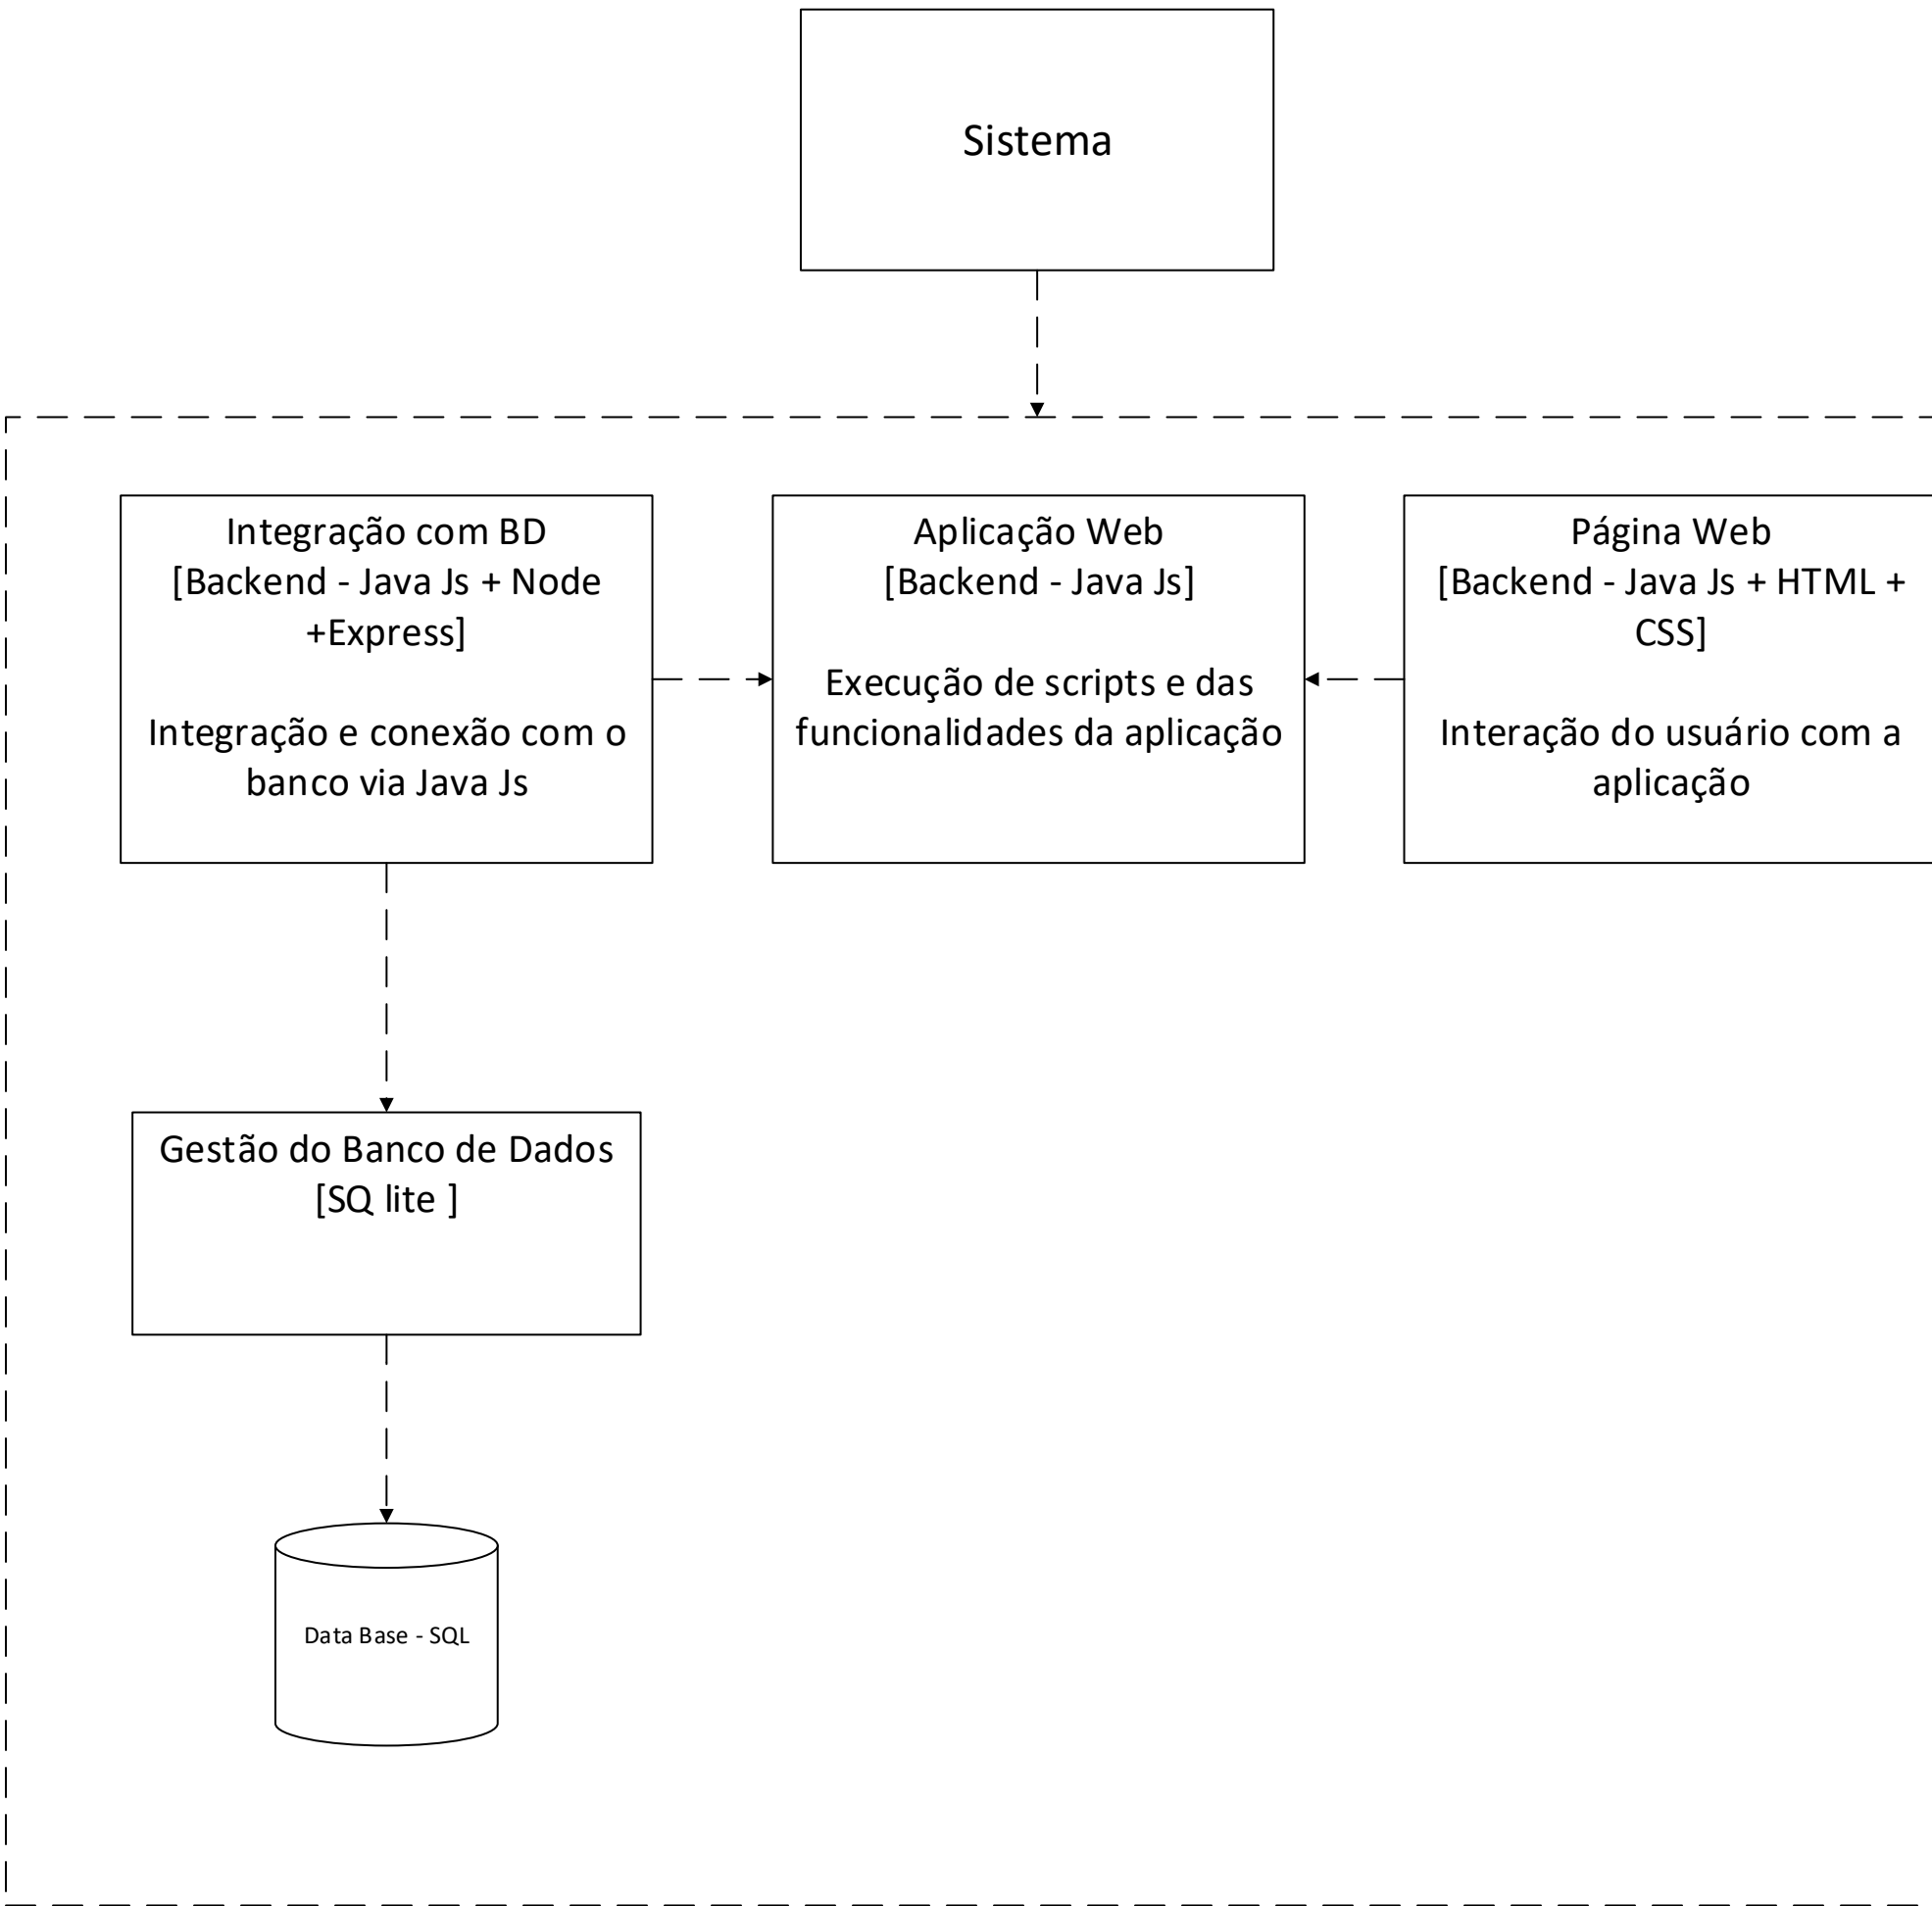 Sistema
Integração com BD
[Backend - Java Js + Node
+Express]
Integração e conexão com o
banco via Java Js
Aplicação Web
[Backend - Java Js]
Execução de scripts e das
funcionalidades da aplicação
Página Web
[Backend - Java Js + HTML +
CSS]
Interação do usuário com a
aplicação
Gestão do Banco de Dados
[SQ lite ]
Data Base - SQL